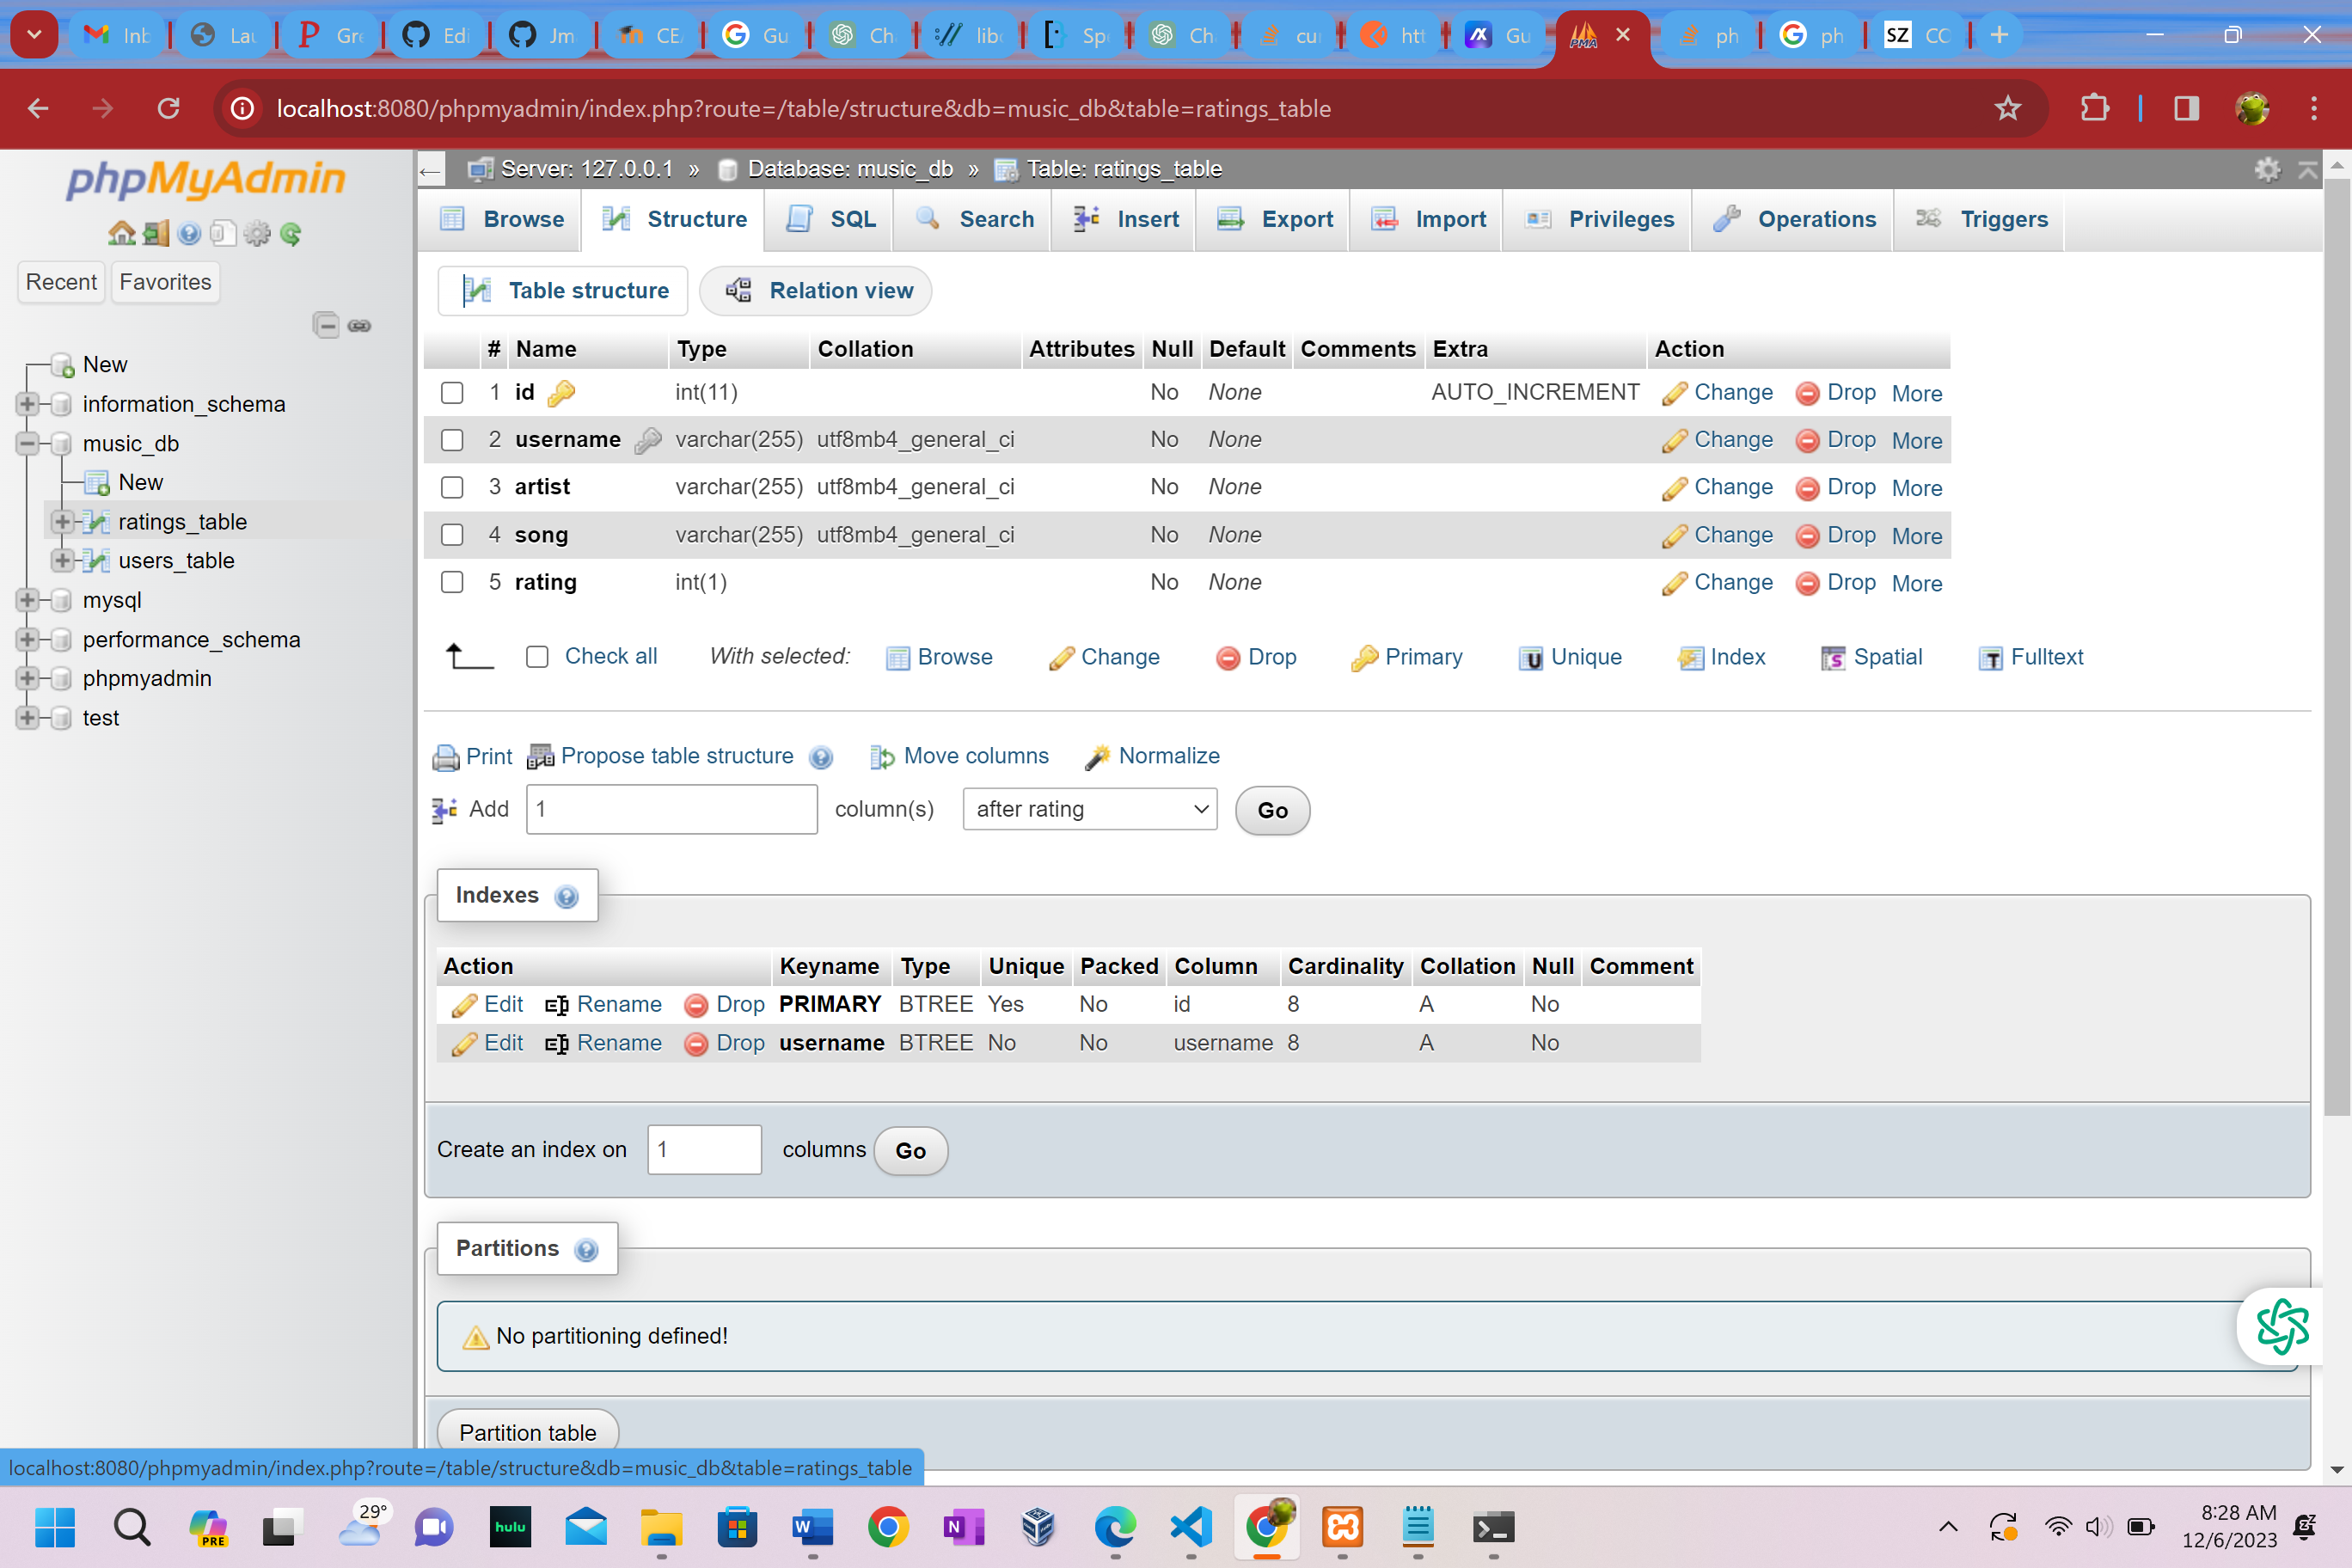 Inb
Lau
Gre
Edi
Jm
CE
Gu
Ch
libc
Sp
Ch
cu
htt
Gu
PMA
ph
ph
SZ CC
localhost:8080/phpmyadmin/index.php?route=/table/structure&db=music_db&table=ratings_table
phpMyAdmin
Recent
Favorites
New
information_schema
music_db
New
ratings_table
users_table
mysql
performance_schema
phpmyadmin
test
Server: 127.0.0.1 » Database: music_db » Table: ratings_table
Browse Structure SQL Search Insert Export Import Privileges Operations Triggers
Table structure Relation view
# Name Type Collation Attributes Null Default Comments Extra Action
1 id int(11) No None AUTO_INCREMENT Change Drop More
2 username varchar(255) utf8mb4_general_ci No None Change Drop More
3 artist varchar(255) utf8mb4_general_ci No None Change Drop More
4 song varchar(255) utf8mb4_general_ci No None Change Drop More
5 rating int(1) No None Change Drop More
Check all With selected: Browse Change Drop Primary Unique Index Spatial Fulltext
Print Propose table structure Move columns Normalize
Add 1 column(s) after rating Go
Indexes
Action Keyname Type Unique Packed Column Cardinality Collation Null Comment
Edit Rename Drop PRIMARY BTREE Yes No id 8 A No
Edit Rename Drop username BTREE No No username 8 A No
Create an index on 1 columns Go
Partitions
No partitioning defined!
Partition table
localhost:8080/phpmyadmin/index.php?route=/table/structure&db=music_db&table=ratings_table
PRE
29°
hulu
8:28 AM
12/6/2023